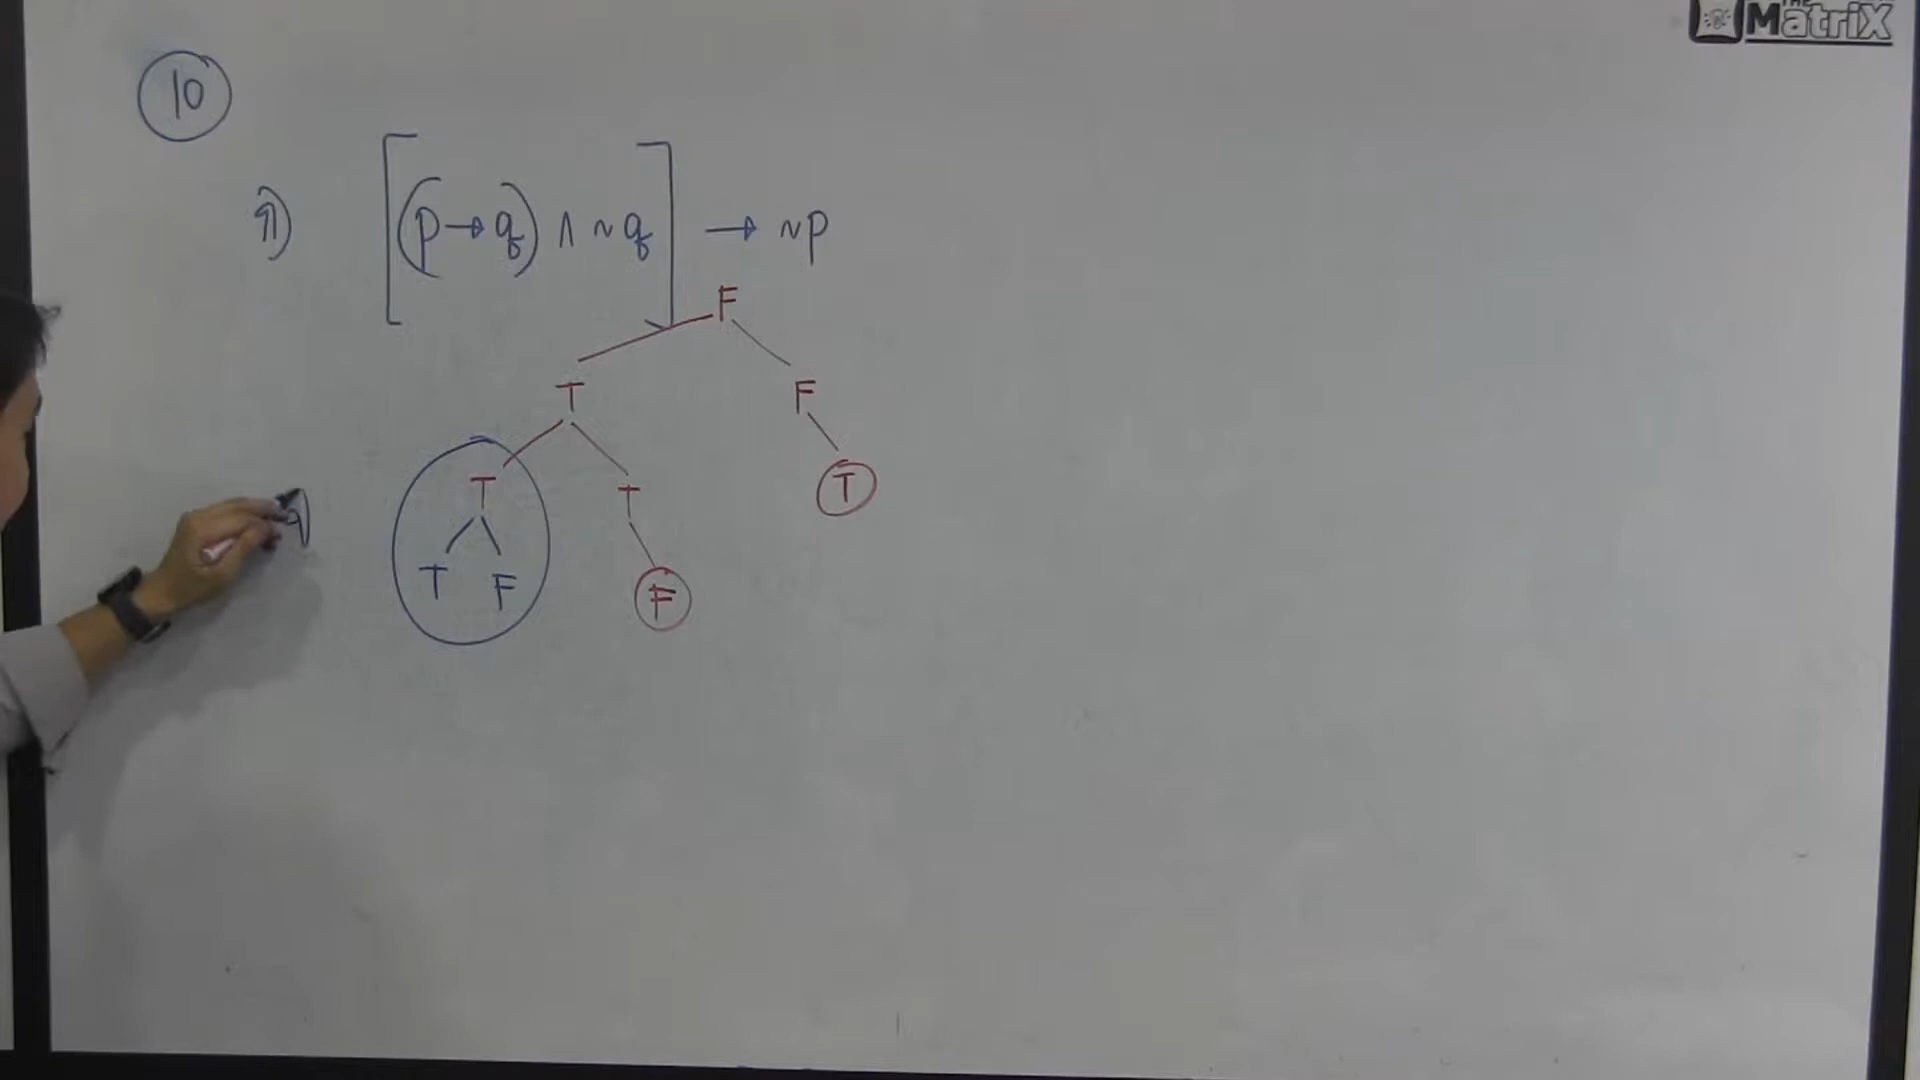 THE
MatriX
10
ก) [(p → q) ∧ ~q] → ~p
F
T F
T T T
T F F